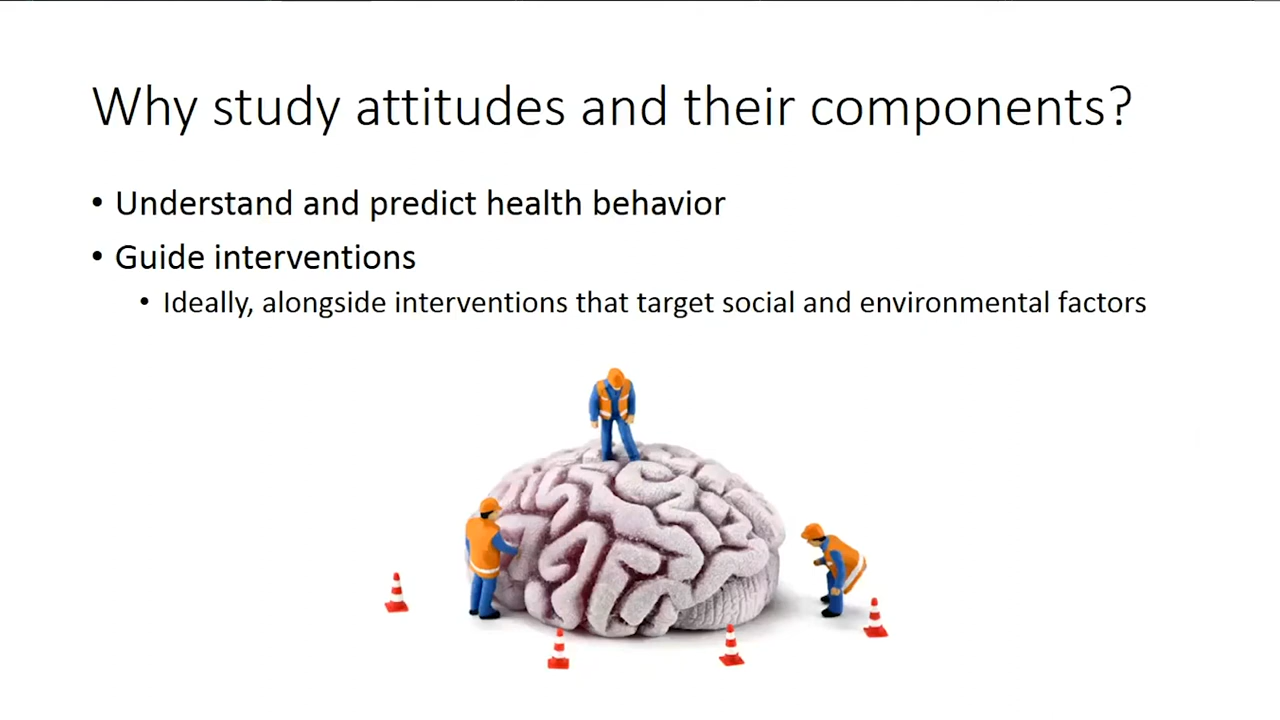 Why study attitudes and their components?
• Understand and predict health behavior
• Guide interventions
• Ideally, alongside interventions that target social and environmental factors